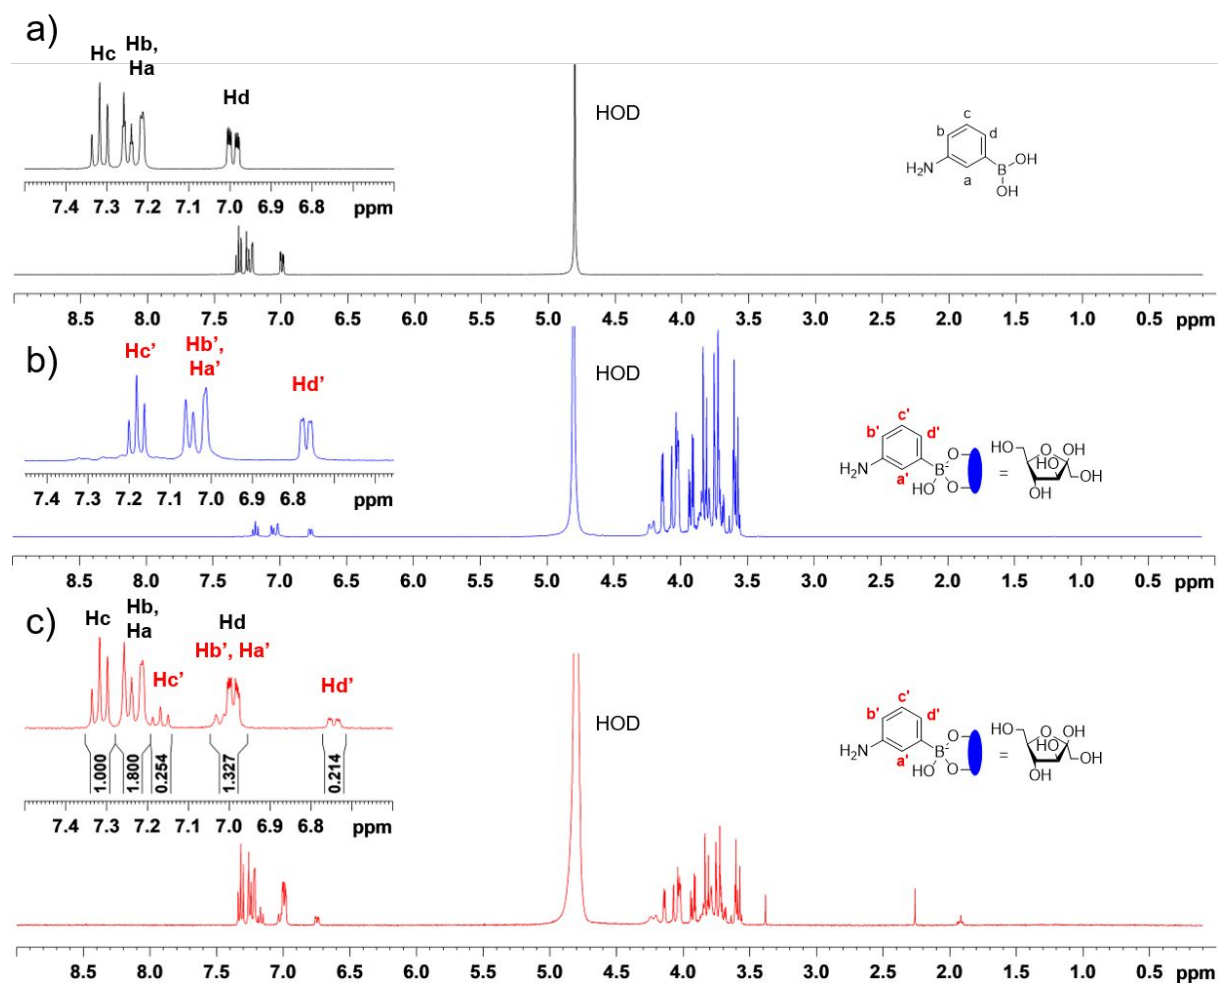 a)
Hc
Hb,
Ha
Hd
HOD
7.4 7.3 7.2 7.1 7.0 6.9 6.8 ppm
c
b
d
a
H₂N
B
OH
OH
8.5 8.0 7.5 7.0 6.5 6.0 5.5 5.0 4.5 4.0 3.5 3.0 2.5 2.0 1.5 1.0 0.5 ppm
b)
Hc'
Hb',
Ha'
Hd'
HOD
7.4 7.3 7.2 7.1 7.0 6.9 6.8 ppm
c'
b'
d'
a'
H₂N
B-
O
O
HO
=
HO
O
OH
HO
OH
OH
8.5 8.0 7.5 7.0 6.5 6.0 5.5 5.0 4.5 4.0 3.5 3.0 2.5 2.0 1.5 1.0 0.5 ppm
c)
Hc
Hb,
Ha
Hc'
Hd
Hb', Ha'
Hd'
HOD
1.000 1.800 0.254 1.327 0.214
7.4 7.3 7.2 7.1 7.0 6.9 6.8 ppm
c'
b'
d'
a'
H₂N
B-
O
O
HO
=
HO
O
OH
HO
OH
OH
8.5 8.0 7.5 7.0 6.5 6.0 5.5 5.0 4.5 4.0 3.5 3.0 2.5 2.0 1.5 1.0 0.5 ppm